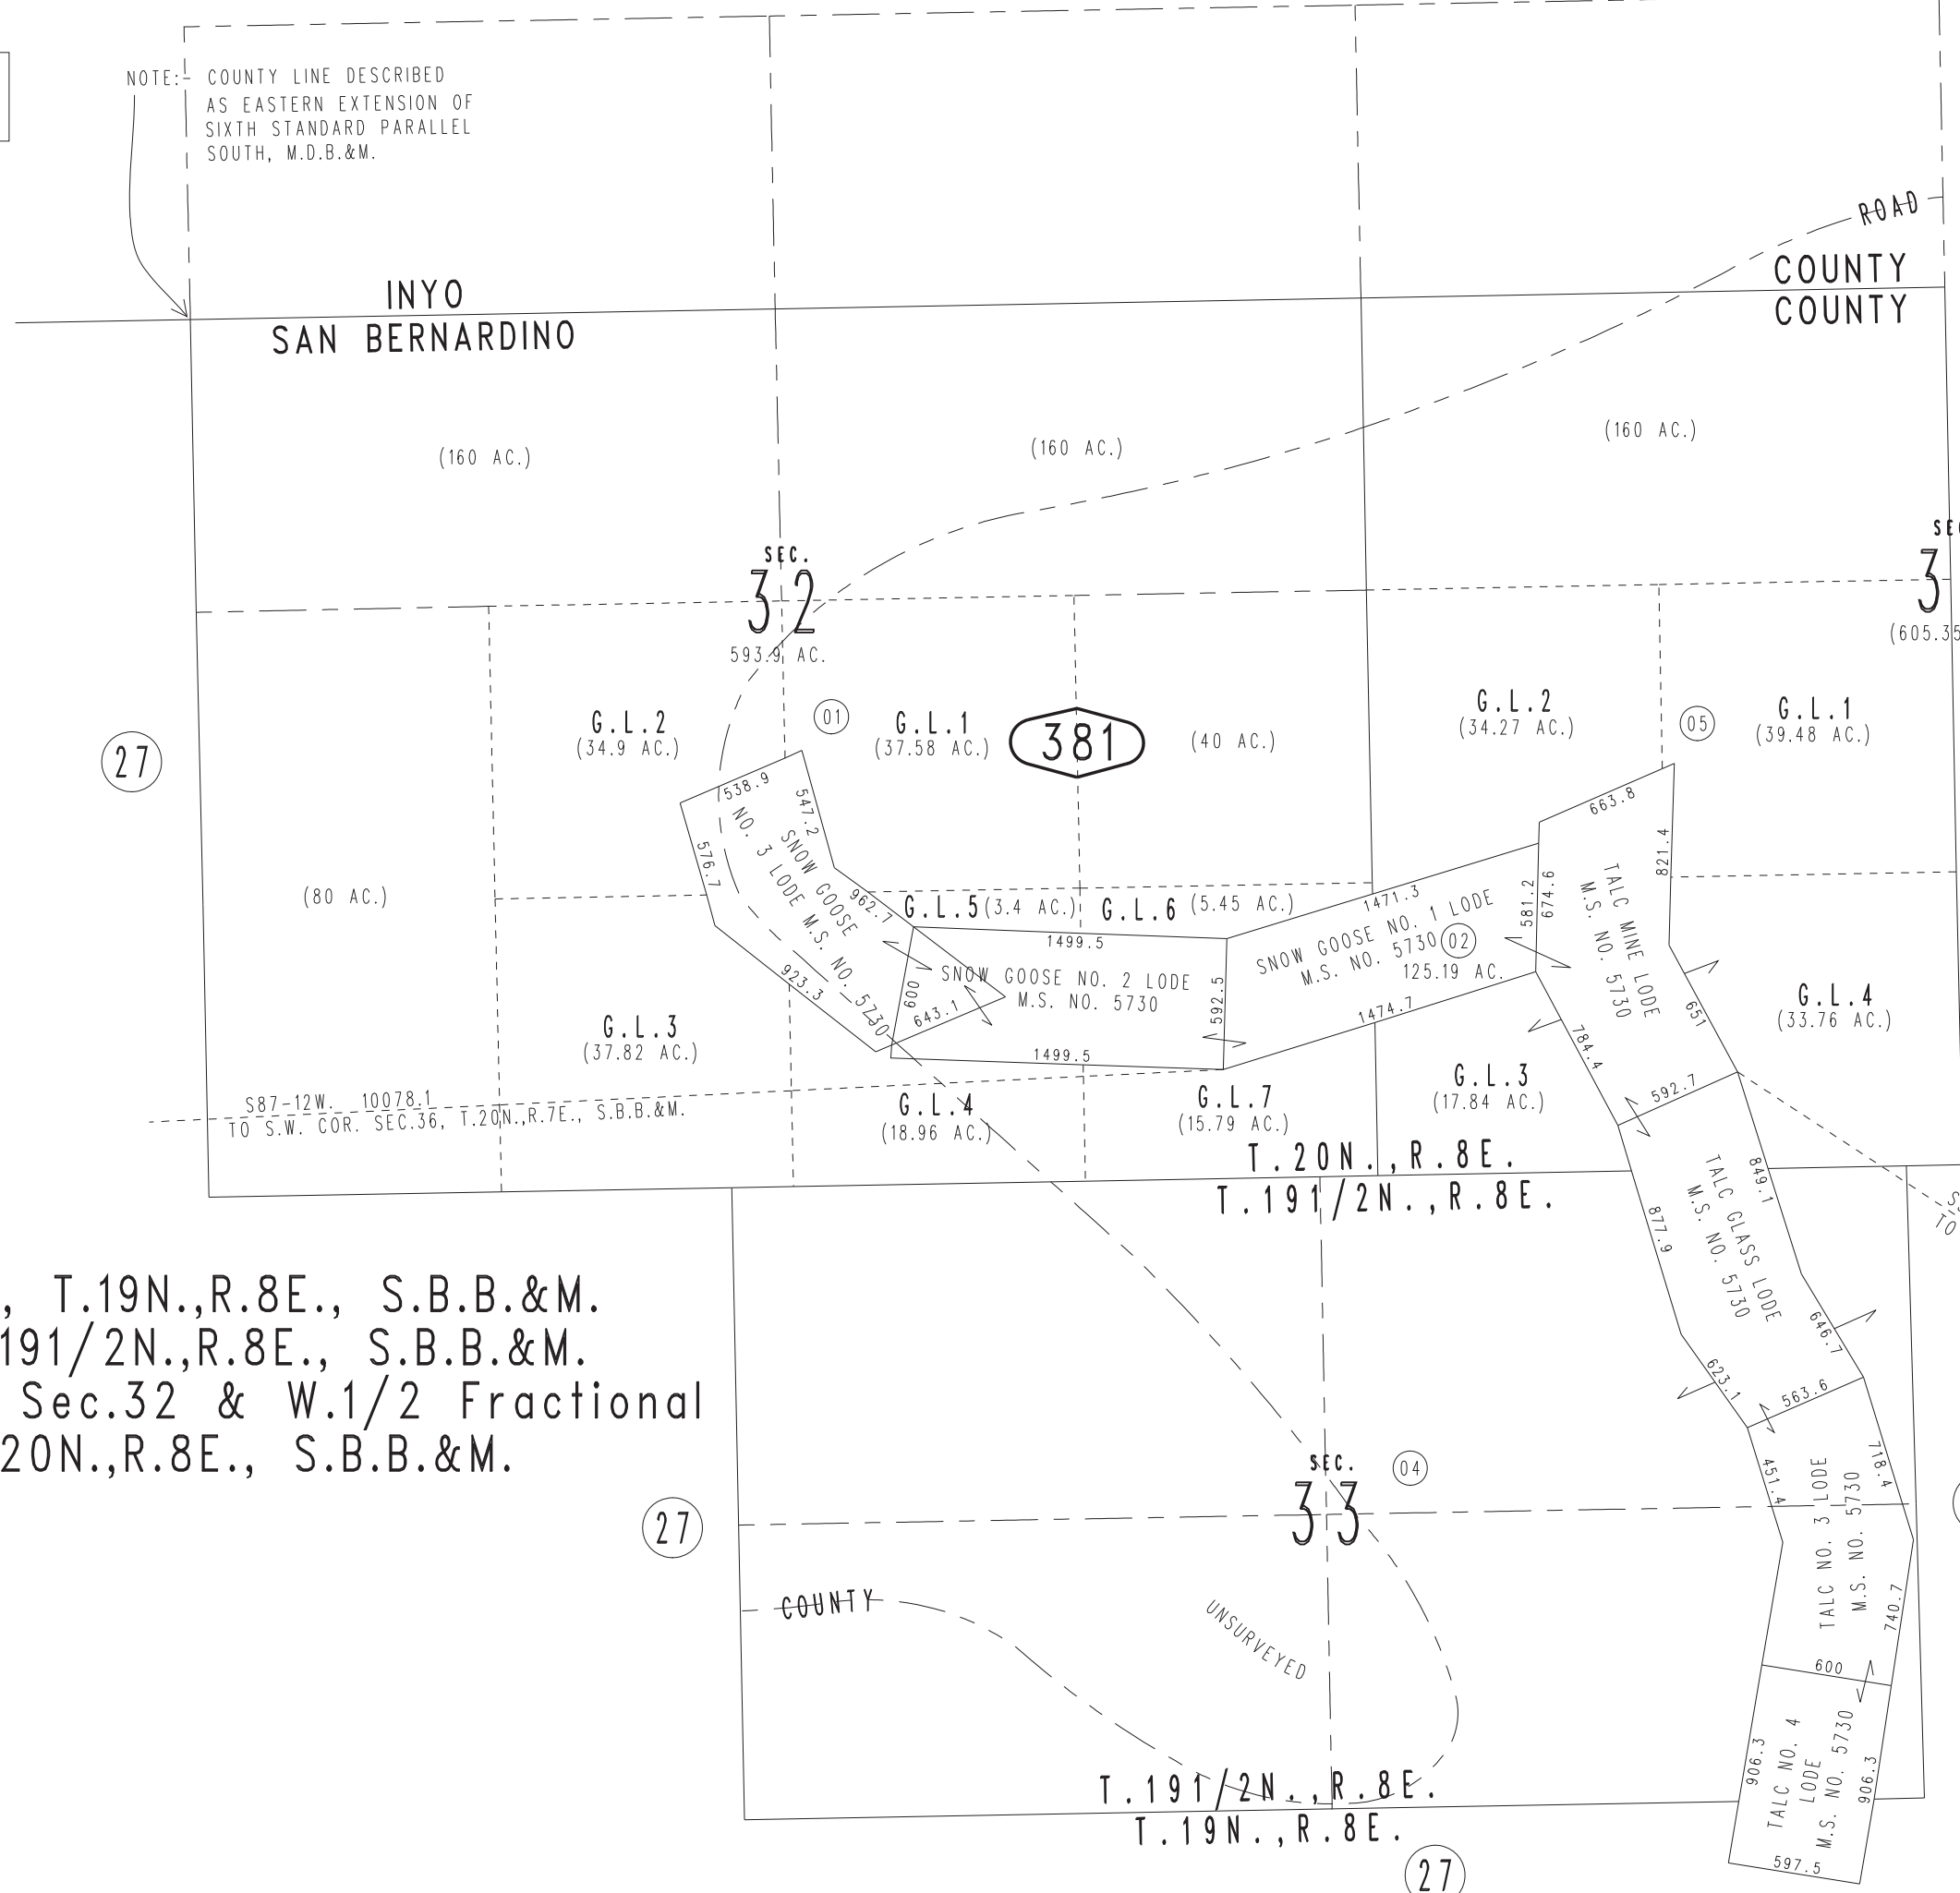 NOTE:- COUNTY LINE DESCRIBED
AS EASTERN EXTENSION OF
SIXTH STANDARD PARALLEL
SOUTH, M.D.B.&M.
ROAD
INYO COUNTY
SAN BERNARDINO COUNTY
(160 AC.)
(160 AC.)
(160 AC.)
SEC.
32
593.9 AC.
3
(605.35
27
G.L.2
(34.9 AC.)
01
G.L.1
(37.58 AC.)
381
(40 AC.)
G.L.2
(34.27 AC.)
05
G.L.1
(39.48 AC.)
538.9
547.2
576.7
962.7
923.3
643.1
SNOW GOOSE
NO. 3 LODE M.S. NO. 5730
(80 AC.)
G.L.5 (3.4 AC.)
G.L.6 (5.45 AC.)
1499.5
600
SNOW GOOSE NO. 2 LODE
M.S. NO. 5730
592.5
1499.5
1471.3
SNOW GOOSE NO. 1 LODE
M.S. NO. 5730
02
125.19 AC.
1474.7
581.2
674.6
663.8
821.4
TALC MINE LODE
M.S. NO. 5730
651
784.4
592.7
G.L.4
(33.76 AC.)
G.L.3
(37.82 AC.)
S87-12W. 10078.1
TO S.W. COR. SEC.36, T.20N.,R.7E., S.B.B.&M.
G.L.4
(18.96 AC.)
G.L.7
(15.79 AC.)
G.L.3
(17.84 AC.)
T.20N.,R.8E.
T.191/2N.,R.8E.
TO
849.1
877.9
TALC GLASS LODE
M.S. NO. 5730
646.7
623.1
563.6
, T.19N.,R.8E., S.B.B.&M.
191/2N.,R.8E., S.B.B.&M.
Sec.32 & W.1/2 Fractional
20N.,R.8E., S.B.B.&M.
27
SEC.
33
04
451.4
718.4
TALC NO. 3 LODE
M.S. NO. 5730
740.7
COUNTY
UNSURVEYED
600
906.3
TALC NO. 4
LODE
M.S. NO. 5730
906.3
597.5
T.191/2N.,R.8E.
T.19N.,R.8E.
27